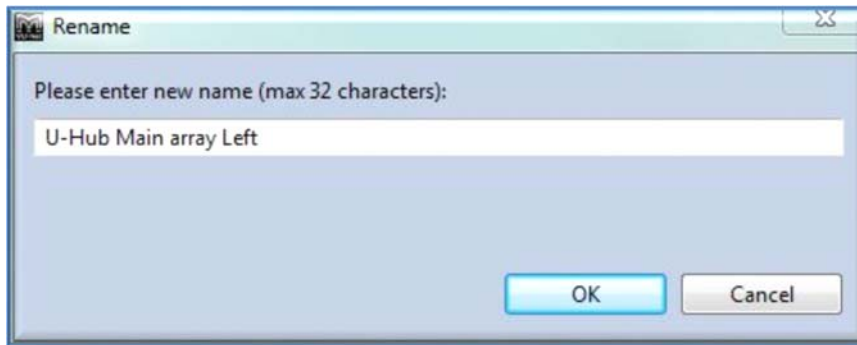 Rename
Please enter new name (max 32 characters):
U-Hub Main array Left
OK Cancel